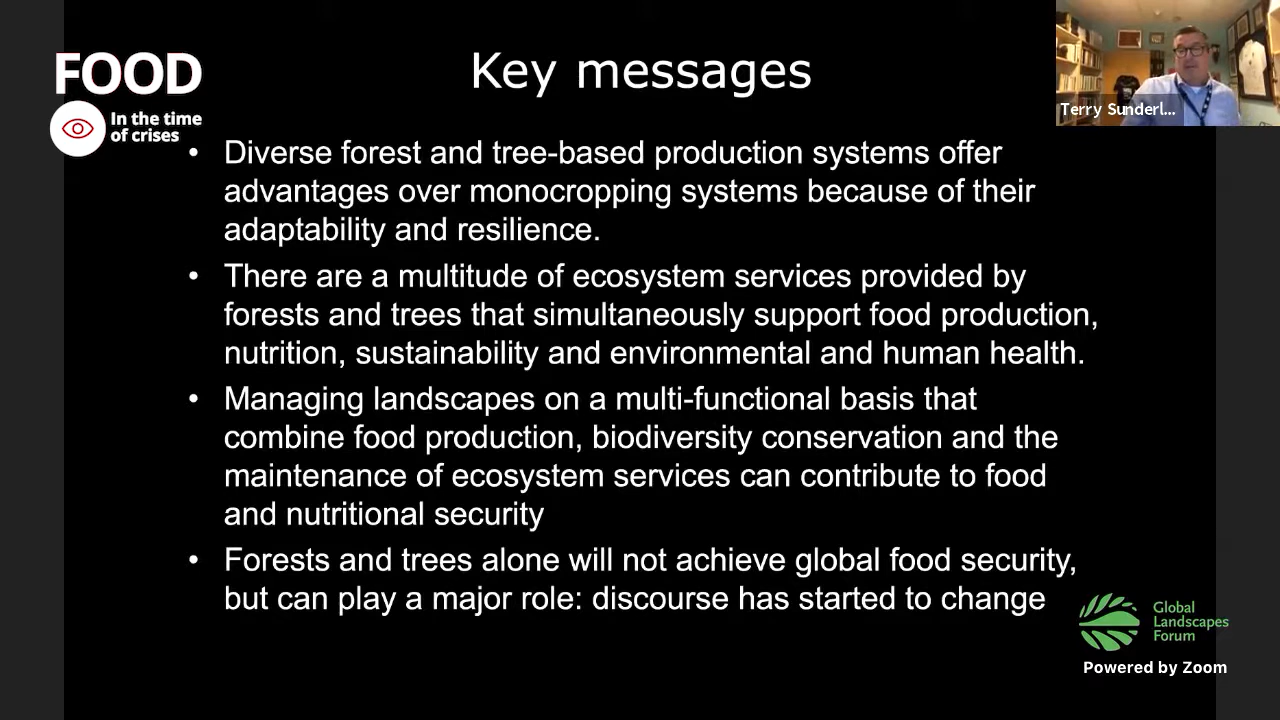 FOOD
In the time
of crises
Key messages
Terry Sunderl...
• Diverse forest and tree-based production systems offer
advantages over monocropping systems because of their
adaptability and resilience.
• There are a multitude of ecosystem services provided by
forests and trees that simultaneously support food production,
nutrition, sustainability and environmental and human health.
• Managing landscapes on a multi-functional basis that
combine food production, biodiversity conservation and the
maintenance of ecosystem services can contribute to food
and nutritional security
• Forests and trees alone will not achieve global food security,
but can play a major role: discourse has started to change
Global
Landscapes
Forum
Powered by Zoom